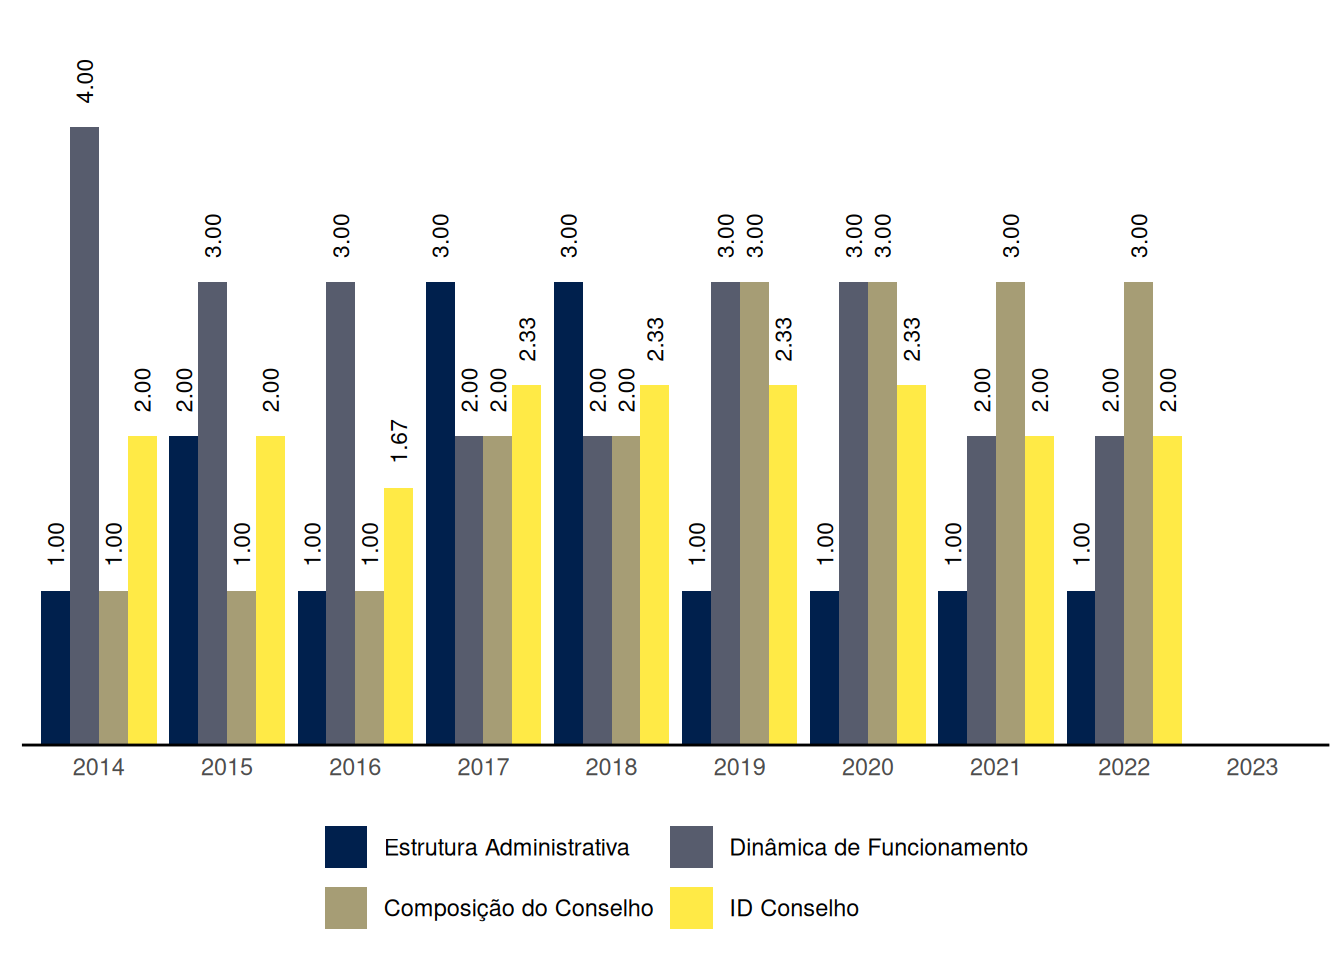 4.00
3.00 3.00 3.00 3.00 3.00 3.00 3.00 3.00 3.00 3.00
2.33 2.33 2.33 2.33
2.00 2.00 2.00 2.00 2.00 2.00 2.00 2.00 2.00 2.00 2.00
1.67
1.00 1.00 1.00 1.00 1.00 1.00 1.00 1.00 1.00
2014 2015 2016 2017 2018 2019 2020 2021 2022 2023
Estrutura Administrativa Dinâmica de Funcionamento
Composição do Conselho ID Conselho